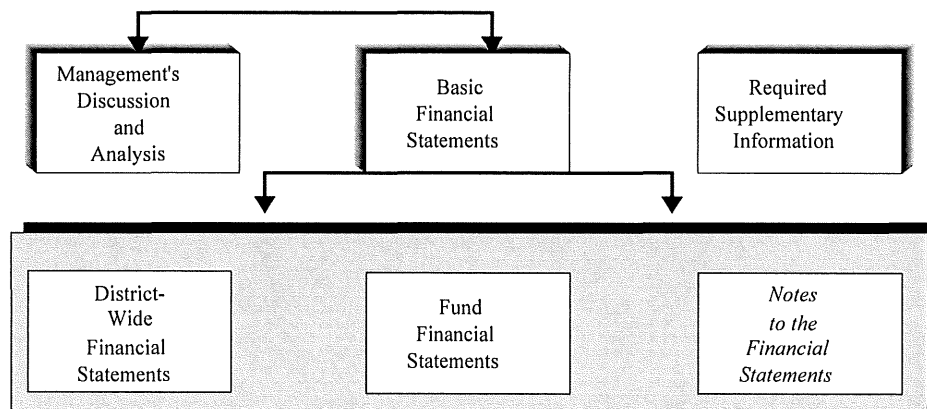 Management's
Discussion
and
Analysis
Basic
Financial
Statements
Required
Supplementary
Information
District-
Wide
Financial
Statements
Fund
Financial
Statements
Notes
to the
Financial
Statements